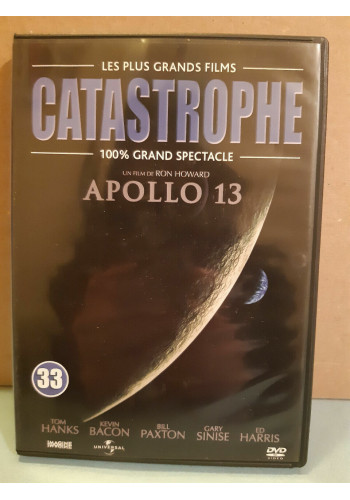 LES PLUS GRANDS FILMS
CATASTROPHE
100% GRAND SPECTACLE
UN FILM DE RON HOWARD
APOLLO 13
33
TOM HANKS
KEVIN BACON
BILL PAXTON
GARY SINISE
ED HARRIS
UNIVERSAL
DVD
VIDEO